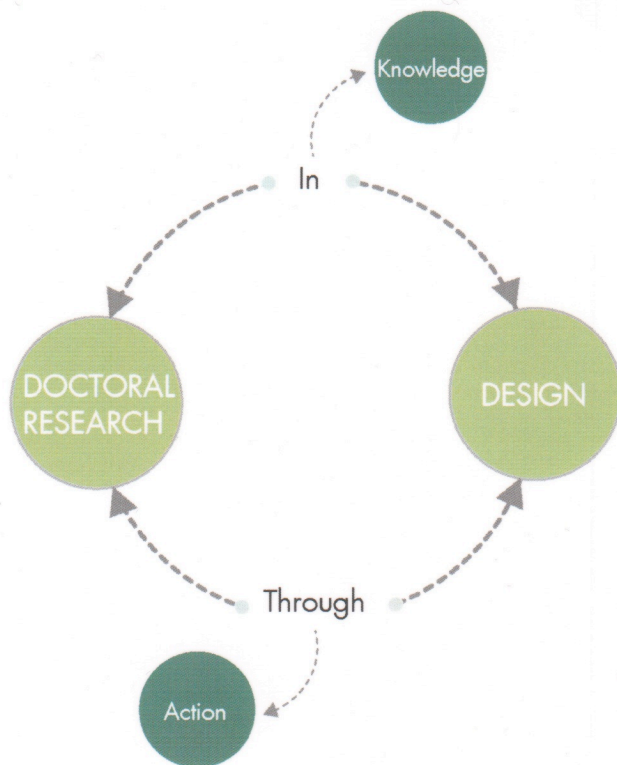 Knowledge
In
DOCTORAL
RESEARCH
DESIGN
Through
Action